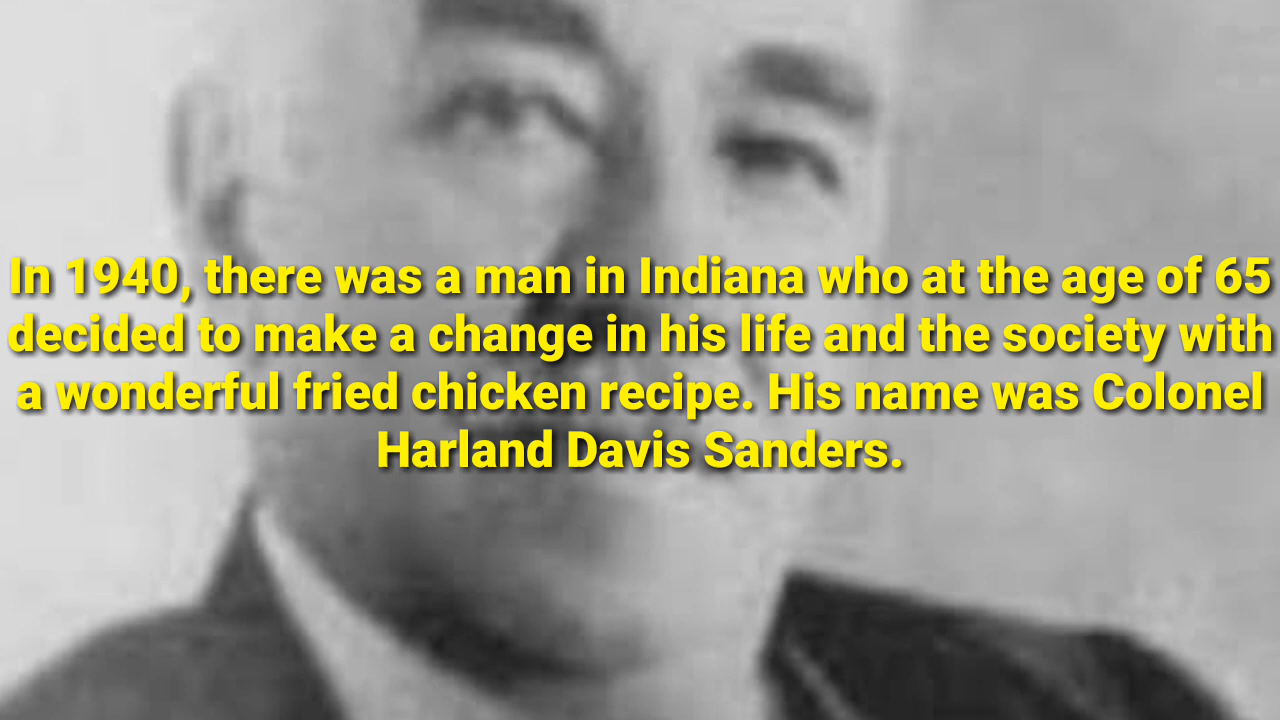 In 1940, there was a man in Indiana who at the age of 65
decided to make a change in his life and the society with
a wonderful fried chicken recipe. His name was Colonel
Harland Davis Sanders.